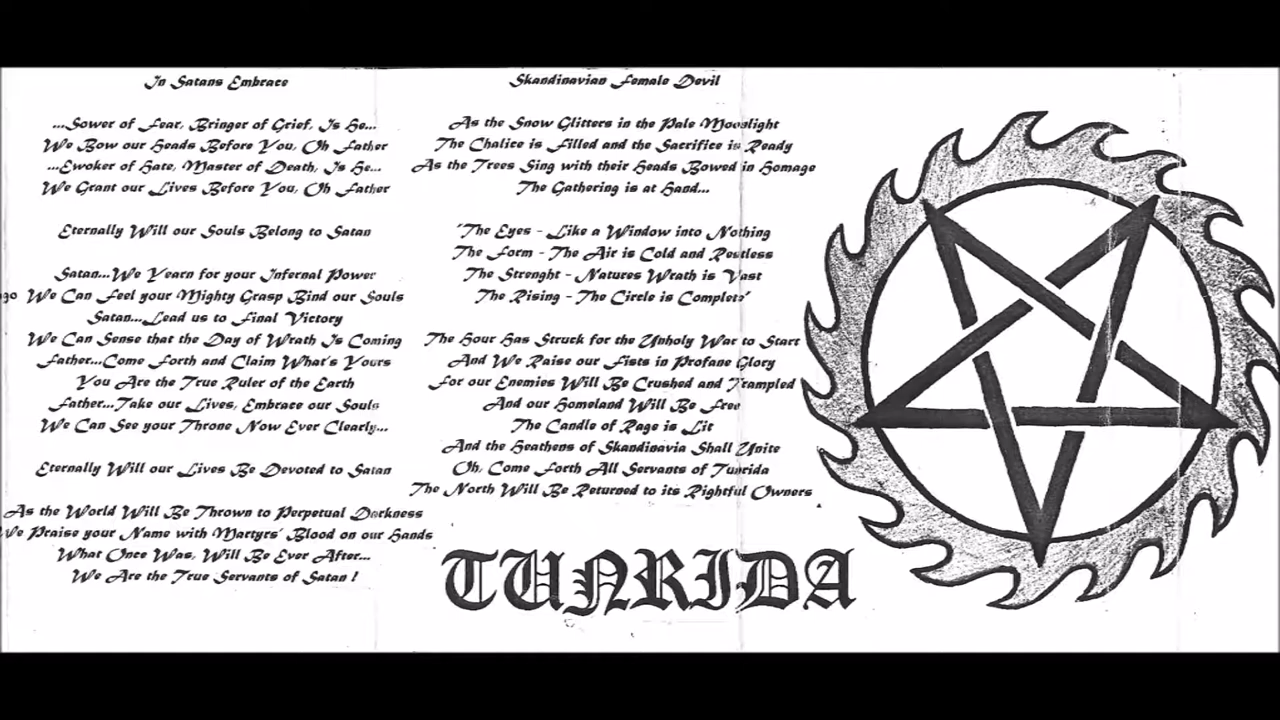 In Satans Embrace
...Sower of Fear, Bringer of Grief, Is He...
We Bow our Heads Before You, Oh Father
...Ewoker of Hate, Master of Death, Is He...
We Grant our Lives Before You, Oh Father
Eternally Will our Souls Belong to Satan
Satan...We Yearn for your Infernal Power
We Can Feel your Mighty Grasp Bind our Souls
Satan...Lead us to Final Victory
We Can Sense that the Day of Wrath Is Coming
Father...Come Forth and Claim What's Yours
You Are the True Ruler of the Earth
Father...Take our Lives, Embrace our Souls
We Can See your Throne Now Ever Clearly...
Eternally Will our Lives Be Devoted to Satan
As the World Will Be Thrown to Perpetual Darkness
We Praise your Name with Martyrs' Blood on our Hands
What Once Was, Will Be Ever After...
We Are the True Servants of Satan !
Skandinavian Female Devil
As the Snow Glitters in the Pale Moonlight
The Chalice is Filled and the Sacrifice is Ready
As the Trees Sing with their Heads Bowed in Homage
The Gathering is at Hand...
'The Eyes - Like a Window into Nothing
The Form - The Air is Cold and Restless
The Strenght - Natures Wrath is Vast
The Rising - The Circle is Complete'
The Hour Has Struck for the Unholy War to Start
And We Raise our Fists in Profane Glory
For our Enemies Will Be Crushed and Trampled
And our Homeland Will Be Free
The Candle of Rage is Lit
And the Heathens of Skandinavia Shall Unite
Oh, Come Forth All Servants of Tunrida
The North Will Be Returned to its Rightful Owners
TUNRIDA